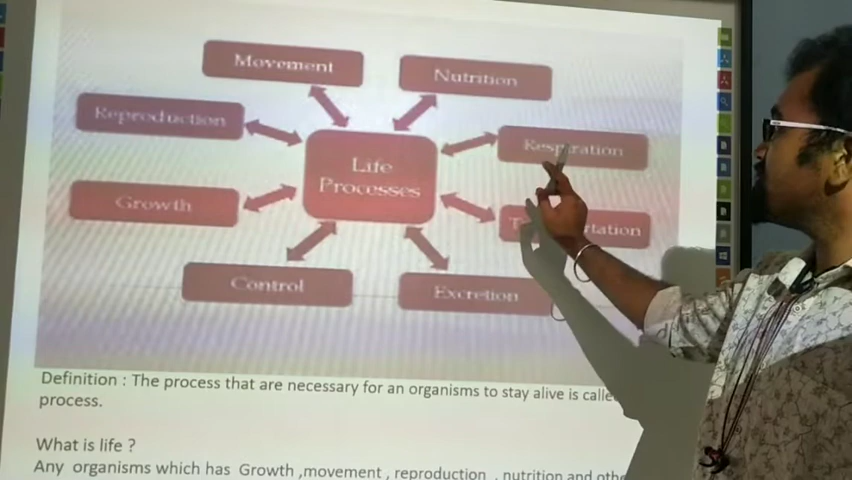 Movement
Nutrition
Reproduction
Respiration
Life
Processes
Growth
Control
Excretion
Definition : The process that are necessary for an organisms to stay alive is
process.
What is life ?
Any organisms which has Growth ,movement , reproduction , nutrition and